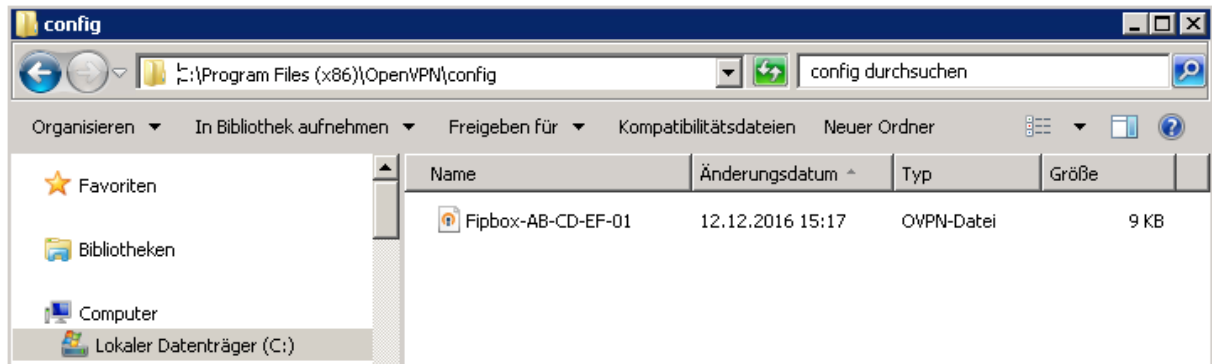 config
C:\Program Files (x86)\OpenVPN\config
config durchsuchen
Organisieren In Bibliothek aufnehmen Freigeben für Kompatibilitätsdateien Neuer Ordner
Favoriten
Bibliotheken
Computer
Lokaler Datenträger (C:)
Name Änderungsdatum Typ Größe
Fipbox-AB-CD-EF-01 12.12.2016 15:17 OVPN-Datei 9 KB